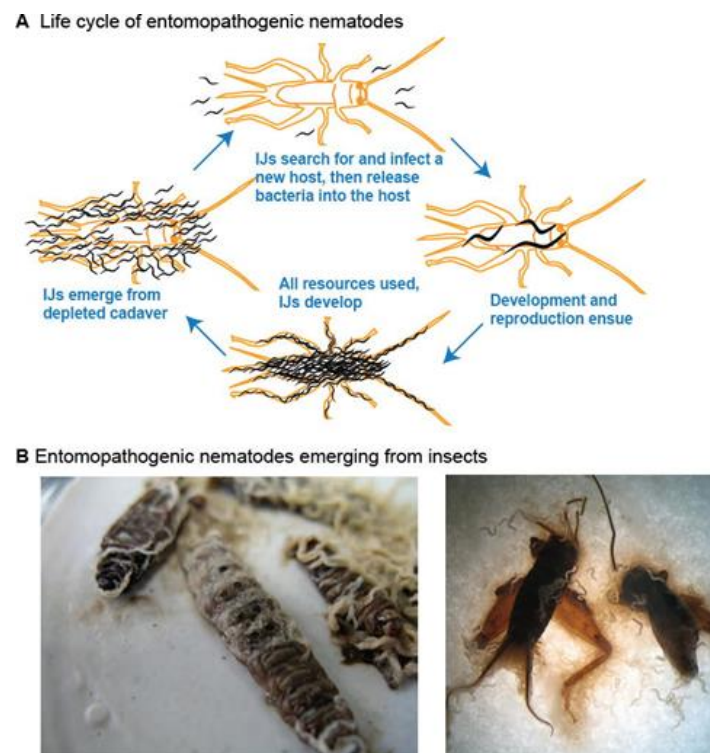 A Life cycle of entomopathogenic nematodes
IJs search for and infect a
new host, then release
bacteria into the host
Development and
reproduction ensue
All resources used,
IJs develop
IJs emerge from
depleted cadaver
B Entomopathogenic nematodes emerging from insects